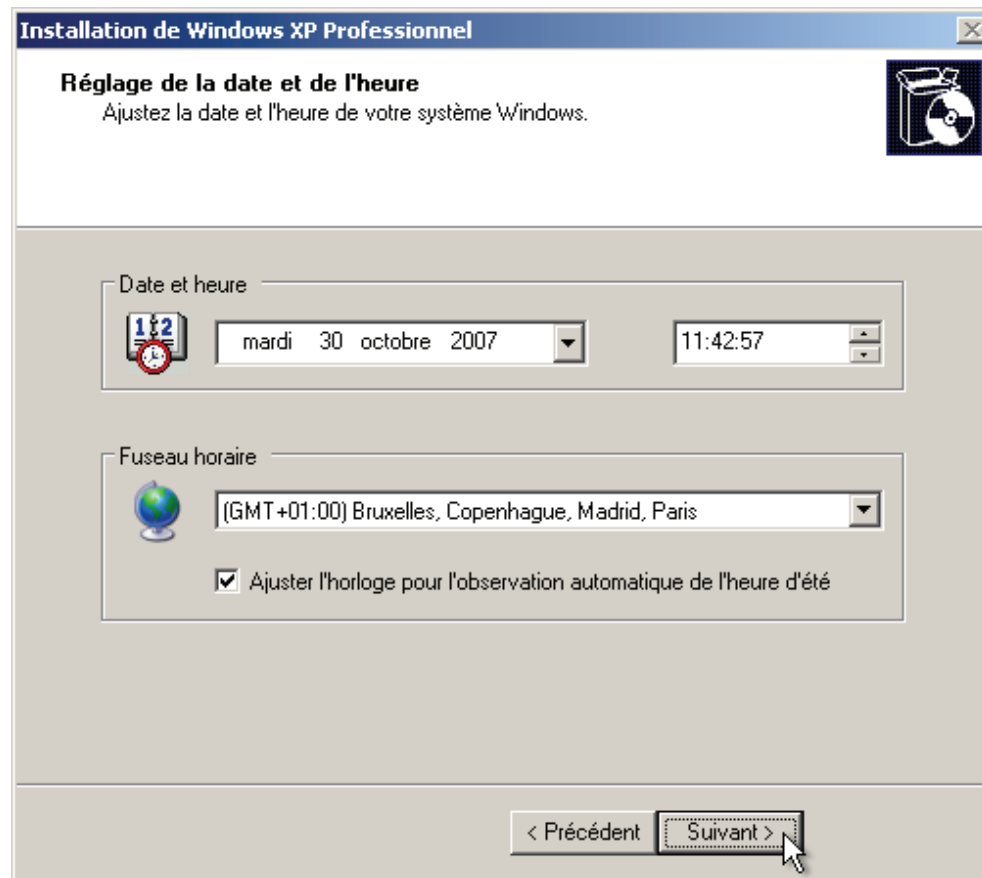 Installation de Windows XP Professionnel
Réglage de la date et de l'heure
Ajustez la date et l'heure de votre système Windows.
Date et heure
12
mardi 30 octobre 2007
11:42:57
Fuseau horaire
(GMT+01:00) Bruxelles, Copenhague, Madrid, Paris
Ajuster l'horloge pour l'observation automatique de l'heure d'été
< Précédent
Suivant >